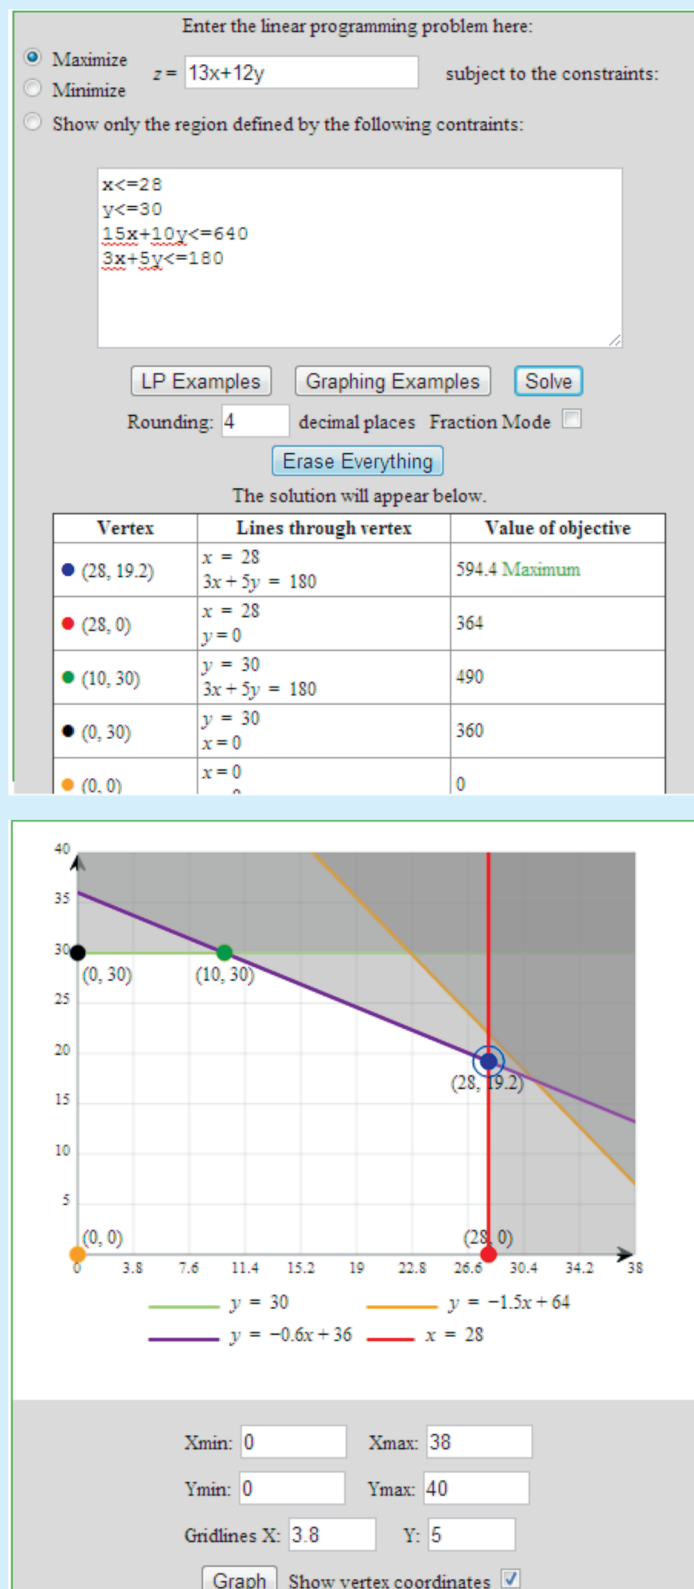 Enter the linear programming problem here:
Maximize
z = 13x+12y subject to the constraints:
Minimize
Show only the region defined by the following contraints:
x<=28
y<=30
15x+10y<=640
3x+5y<=180
LP Examples Graphing Examples Solve
Rounding: 4 decimal places Fraction Mode
Erase Everything
The solution will appear below.
Vertex Lines through vertex Value of objective
(28, 19.2) x = 28 594.4 Maximum
3x + 5y = 180
(28, 0) x = 28 364
y = 0
(10, 30) y = 30 490
3x + 5y = 180
(0, 30) y = 30 360
x = 0
(0, 0) x = 0 0
40
35
30
(0, 30) (10, 30)
25
20
(28, 19.2)
15
10
5
(0, 0) (28, 0)
0 3.8 7.6 11.4 15.2 19 22.8 26.6 30.4 34.2 38
y = 30 y = −1.5x + 64
y = −0.6x + 36 x = 28
Xmin: 0 Xmax: 38
Ymin: 0 Ymax: 40
Gridlines X: 3.8 Y: 5
Graph Show vertex coordinates